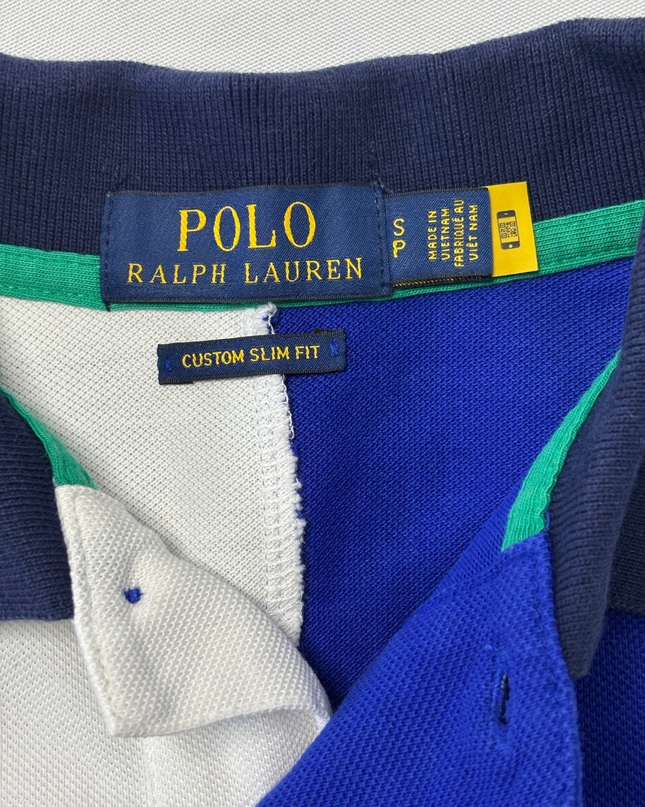 POLO
RALPH LAUREN
S
P
MADE IN
VIETNAM
FABRIQUÉ AU
VIÊT NAM
CUSTOM SLIM FIT